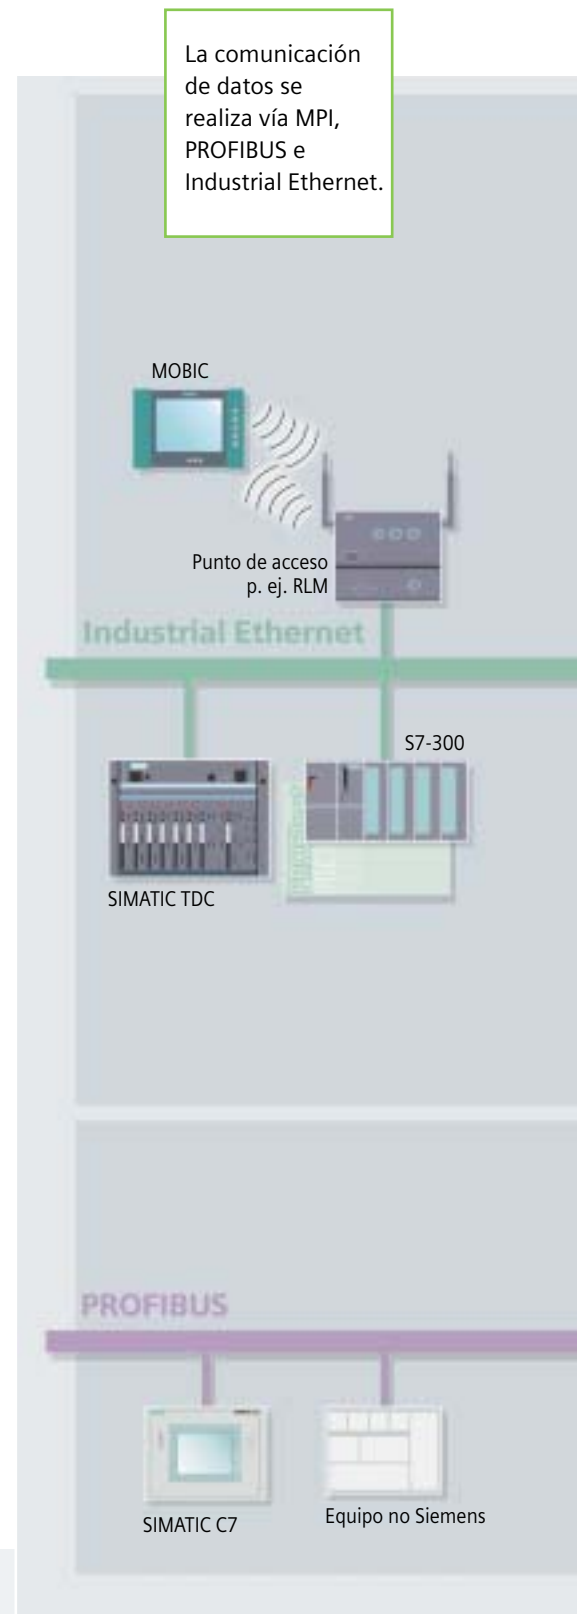 La comunicación
de datos se
realiza vía MPI,
PROFIBUS e
Industrial Ethernet.
MOBIC
Punto de acceso
p. ej. RLM
Industrial Ethernet
S7-300
SIMATIC TDC
PROFIBUS
SIMATIC C7
Equipo no Siemens